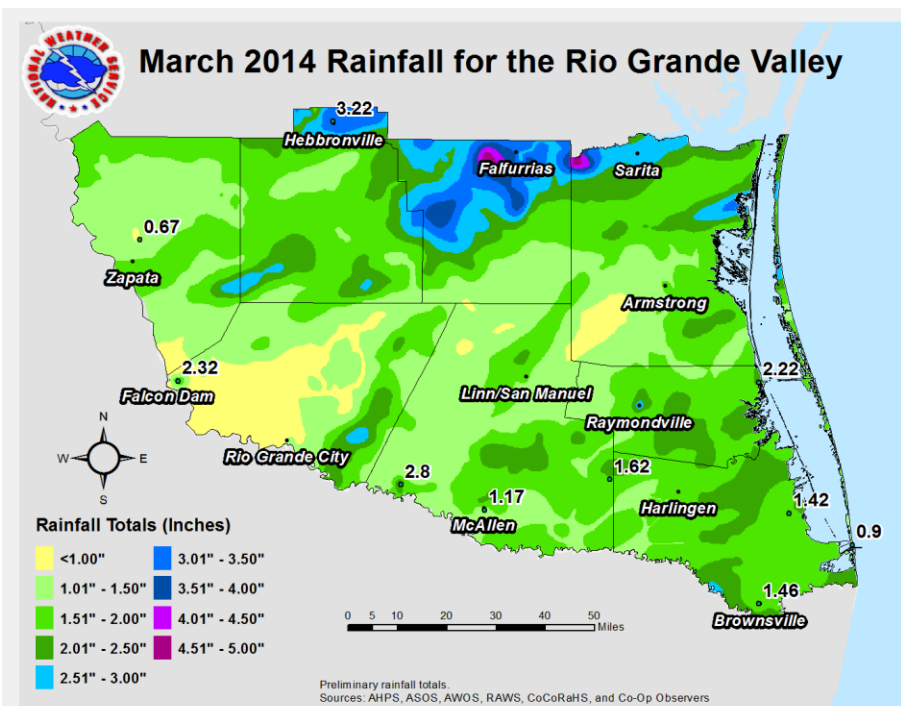 NATIONAL WEATHER SERVICE
March 2014 Rainfall for the Rio Grande Valley
3.22
Hebbronville
Falfurrias
Sarita
0.67
Zapata
Armstrong
2.32
Falcon Dam
2.22
Linn/San Manuel
Raymondville
N
W
E
S
Rio Grande City
2.8
1.62
1.17
McAllen
Harlingen
1.42
0.9
1.46
Brownsville
Rainfall Totals (Inches)
<1.00"
1.01" - 1.50"
1.51" - 2.00"
2.01" - 2.50"
2.51" - 3.00"
3.01" - 3.50"
3.51" - 4.00"
4.01" - 4.50"
4.51" - 5.00"
0 5 10 20 30 40 50
Miles
Preliminary rainfall totals.
Sources: AHPS, ASOS, AWOS, RAWS, CoCoRaHS, and Co-Op Observers